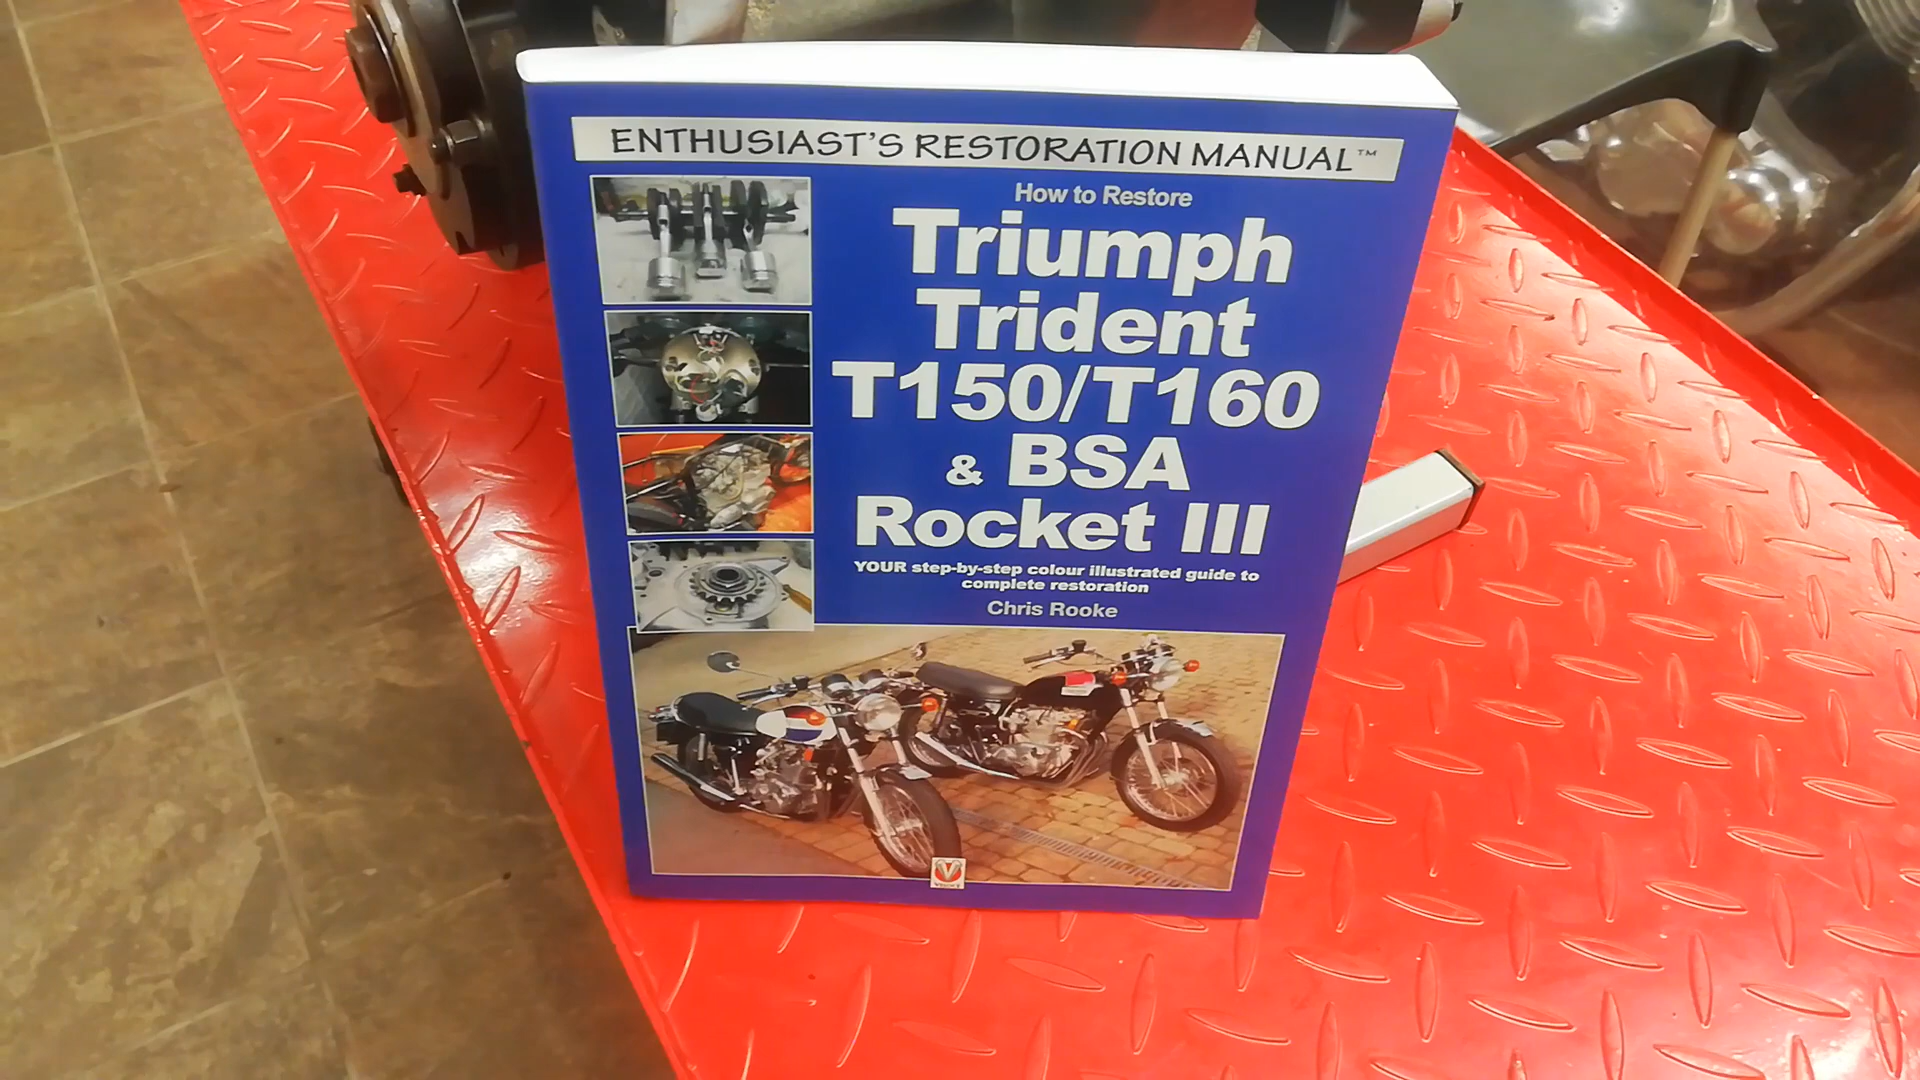 ENTHUSIAST'S RESTORATION MANUAL™
How to Restore
Triumph
Trident
T150/T160
& BSA
Rocket III
YOUR step-by-step colour illustrated guide to
complete restoration
Chris Rooke
VELOCE